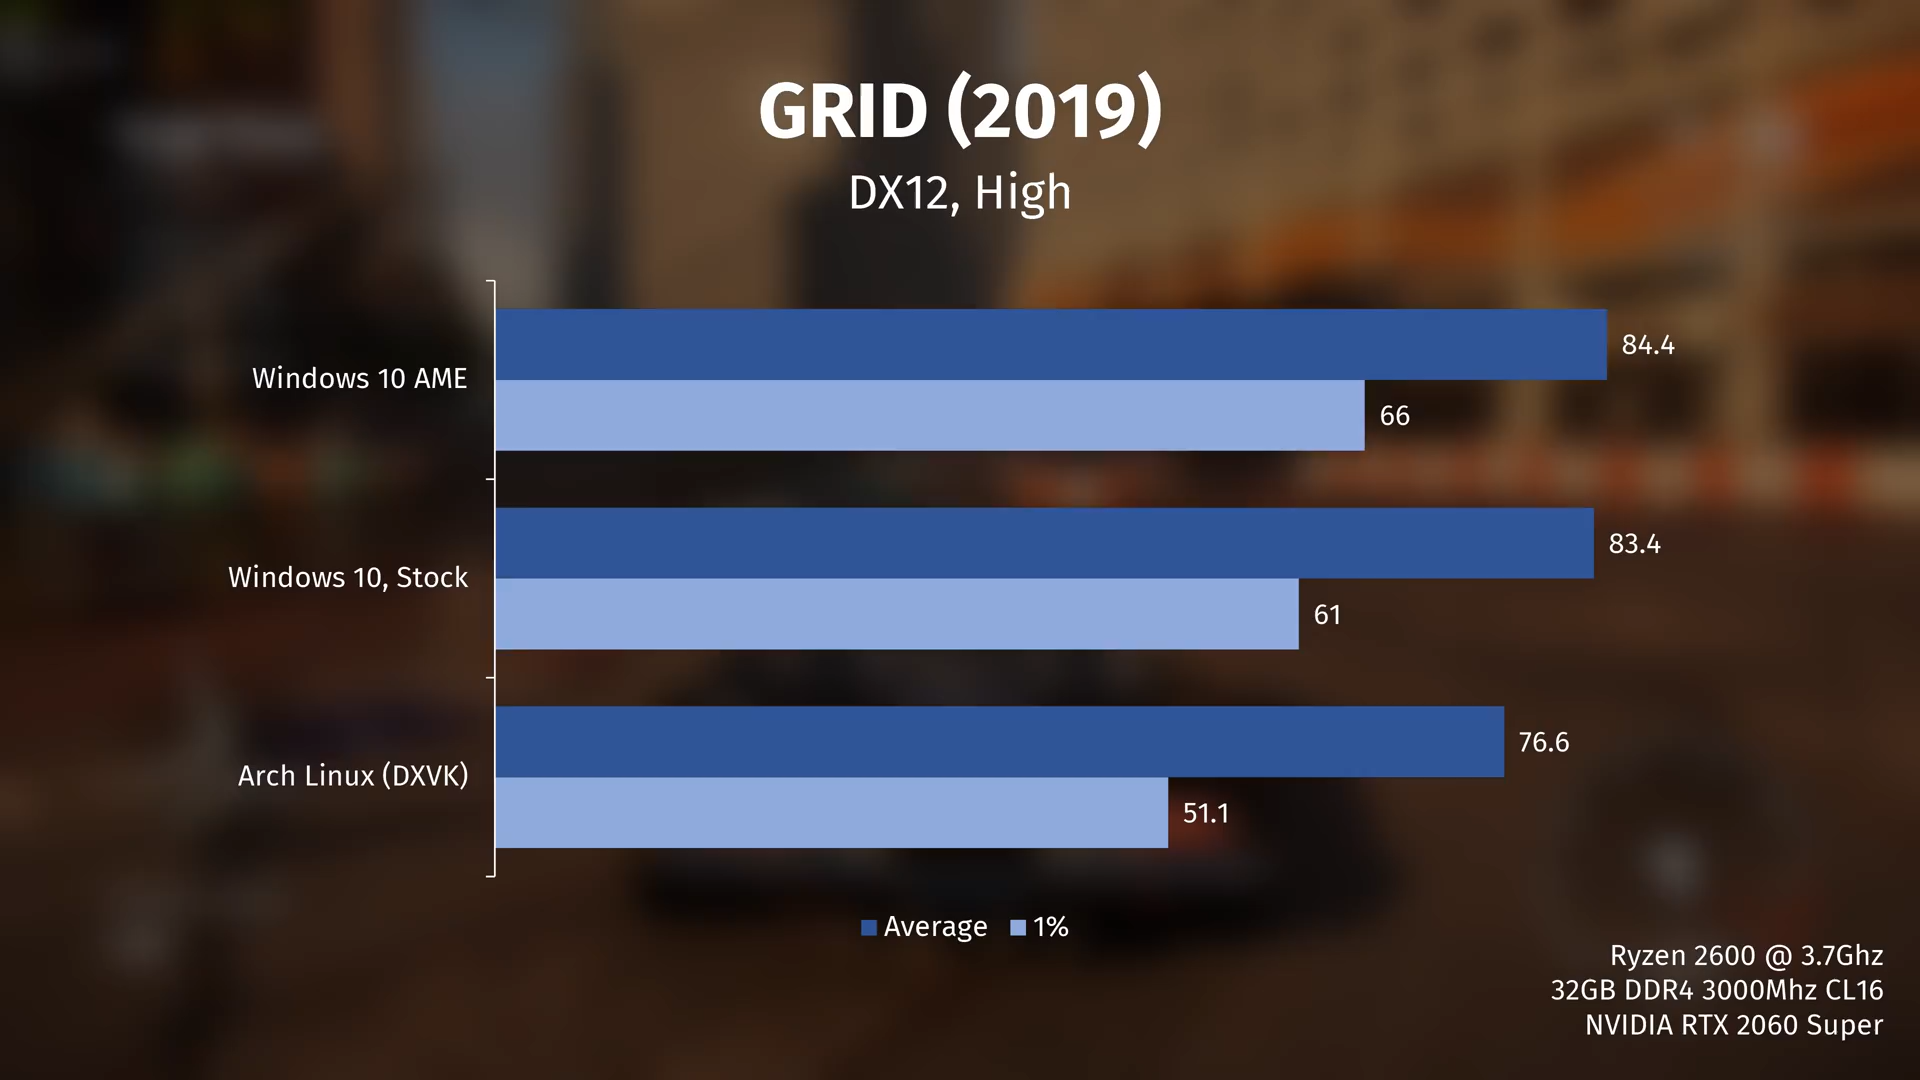 GRID (2019)
DX12, High
Windows 10 AME
84.4
66
Windows 10, Stock
83.4
61
Arch Linux (DXVK)
76.6
51.1
Average 1%
Ryzen 2600 @ 3.7Ghz
32GB DDR4 3000Mhz CL16
NVIDIA RTX 2060 Super